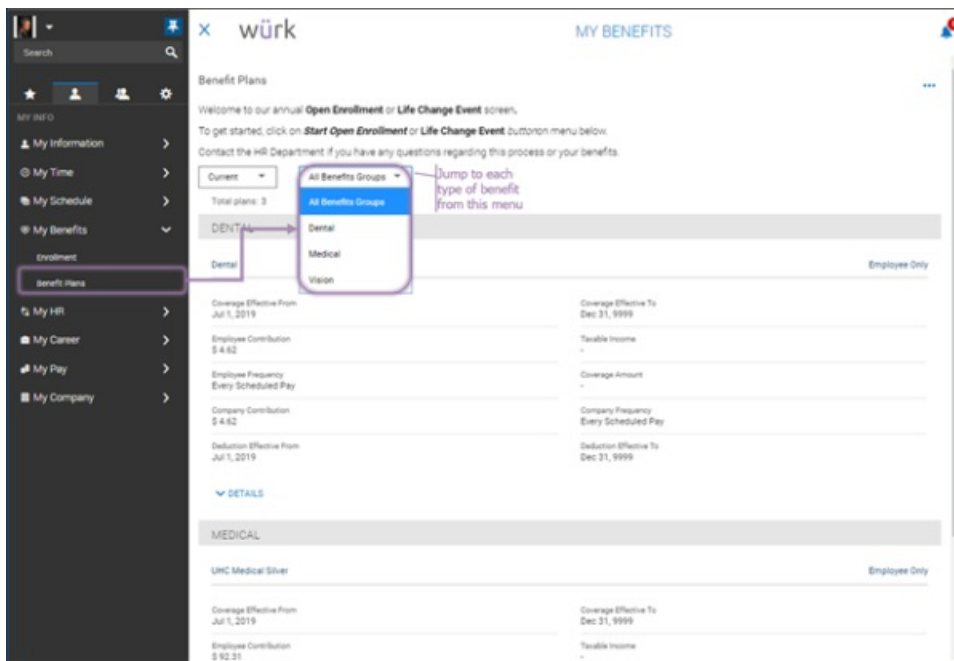 würk
MY BENEFITS
Search
MY INFO
My Information
My Time
My Schedule
My Benefits
Enrollment
Benefit Plans
My HR
My Career
My Pay
My Company
Benefit Plans
Welcome to our annual Open Enrollment or Life Change Event screen.
To get started, click on Start Open Enrollment or Life Change Event buttonon menu below.
Contact the HR Department if you have any questions regarding this process or your benefits.
Current
All Benefits Groups
Jump to each
type of benefit
from this menu
Total plans: 3
All Benefits Groups
Dental
Medical
Vision
DENTAL
Dental
Employee Only
Coverage Effective From
Jul 1, 2019
Coverage Effective To
Dec 31, 9999
Employee Contribution
$ 4.62
Taxable Income
-
Employee Frequency
Every Scheduled Pay
Coverage Amount
-
Company Contribution
$ 4.62
Company Frequency
Every Scheduled Pay
Deduction Effective From
Jul 1, 2019
Deduction Effective To
Dec 31, 9999
DETAILS
MEDICAL
UHC Medical Silver
Employee Only
Coverage Effective From
Jul 1, 2019
Coverage Effective To
Dec 31, 9999
Employee Contribution
$ 92.31
Taxable Income
-